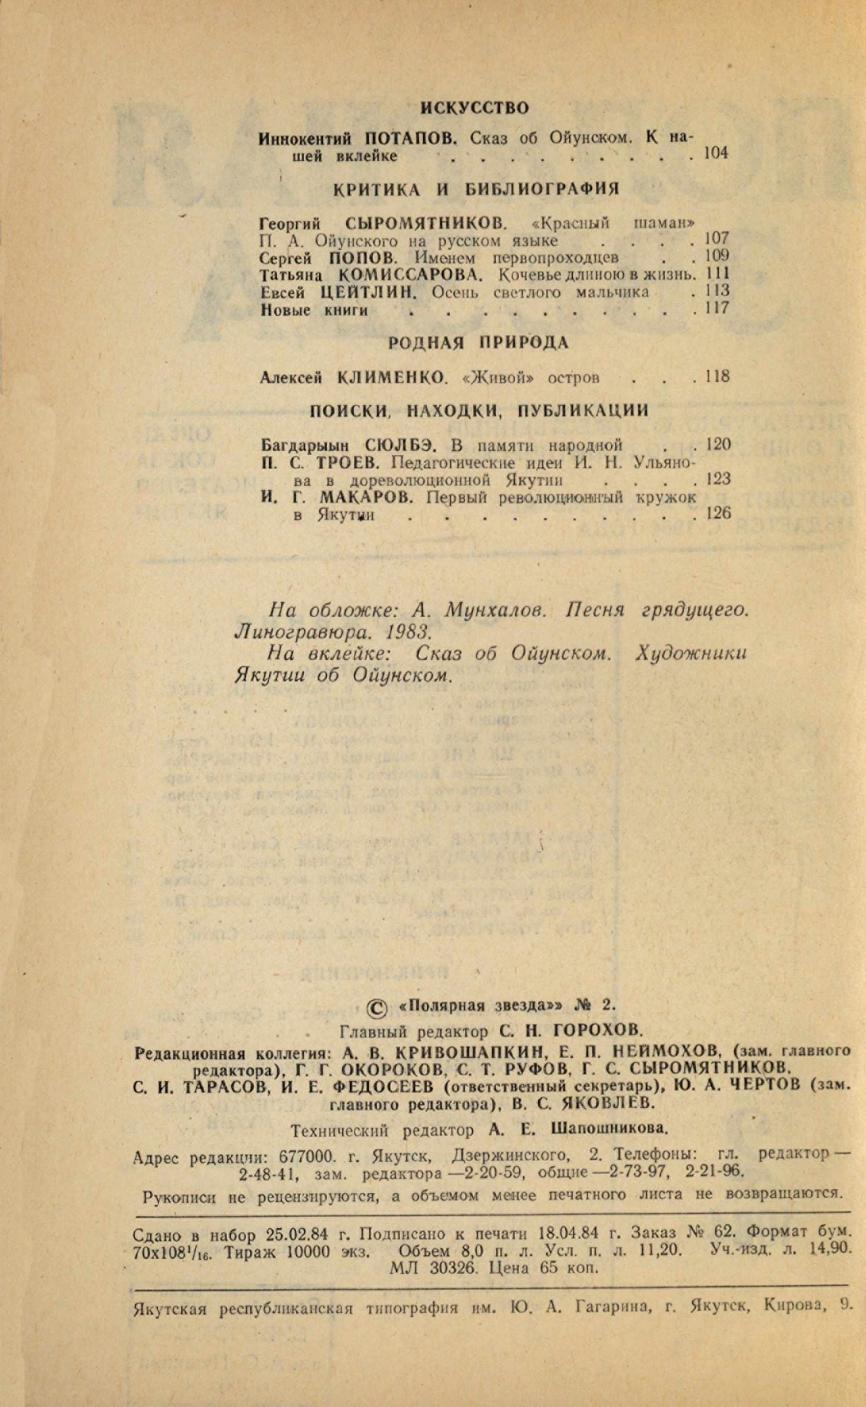 ИСКУССТВО
Иннокентий ПОТАПОВ. Сказ об Ойунском. К на-
шей вклейке . . . . . . . . . 104
КРИТИКА И БИБЛИОГРАФИЯ
Георгий СЫРОМЯТНИКОВ. «Красный шаман»
П. А. Ойунского на русском языке . . . . 107
Сергей ПОПОВ. Именем первопроходцев . . 109
Татьяна КОМИССАРОВА. Кочевье длиною в жизнь. 111
Евсей ЦЕЙТЛИН. Осень светлого мальчика . 113
Новые книги . . . . . . . . . 117
РОДНАЯ ПРИРОДА
Алексей КЛИМЕНКО. «Живой» остров . . . 118
ПОИСКИ, НАХОДКИ, ПУБЛИКАЦИИ
Багдарыын СЮЛБЭ. В памяти народной . . 120
П. С. ТРОЕВ. Педагогические идеи И. Н. Ульяно-
ва в дореволюционной Якутии . . . . 123
И. Г. МАКАРОВ. Первый революционный кружок
в Якутии . . . . . . . . . 126
На обложке: А. Мунхалов. Песня грядущего.
Линогравюра. 1983.
На вклейке: Сказ об Ойунском. Художники
Якутии об Ойунском.
© «Полярная звезда»» № 2.
Главный редактор С. Н. ГОРОХОВ.
Редакционная коллегия: А. В. КРИВОШАПКИН, Е. П. НЕЙМОХОВ, (зам. главного
редактора), Г. Г. ОКОРОКОВ, С. Т. РУФОВ, Г. С. СЫРОМЯТНИКОВ.
С. И. ТАРАСОВ, И. Е. ФЕДОСЕЕВ (ответственный секретарь), Ю. А. ЧЕРТОВ (зам.
главного редактора), В. С. ЯКОВЛЕВ.
Технический редактор А. Е. Шапошникова.
Адрес редакции: 677000. г. Якутск, Дзержинского, 2. Телефоны: гл. редактор —
2-48-41, зам. редактора —2-20-59, общие —2-73-97, 2-21-96.
Рукописи не рецензируются, а объемом менее печатного листа не возвращаются.
Сдано в набор 25.02.84 г. Подписано к печати 18.04.84 г. Заказ № 62. Формат бум.
70х108¹/₁₆. Тираж 10000 экз. Объем 8,0 п. л. Усл. п. л. 11,20. Уч.-изд. л. 14,90.
МЛ 30326. Цена 65 коп.
Якутская республиканская типография им. Ю. А. Гагарина, г. Якутск, Кирова, 9.